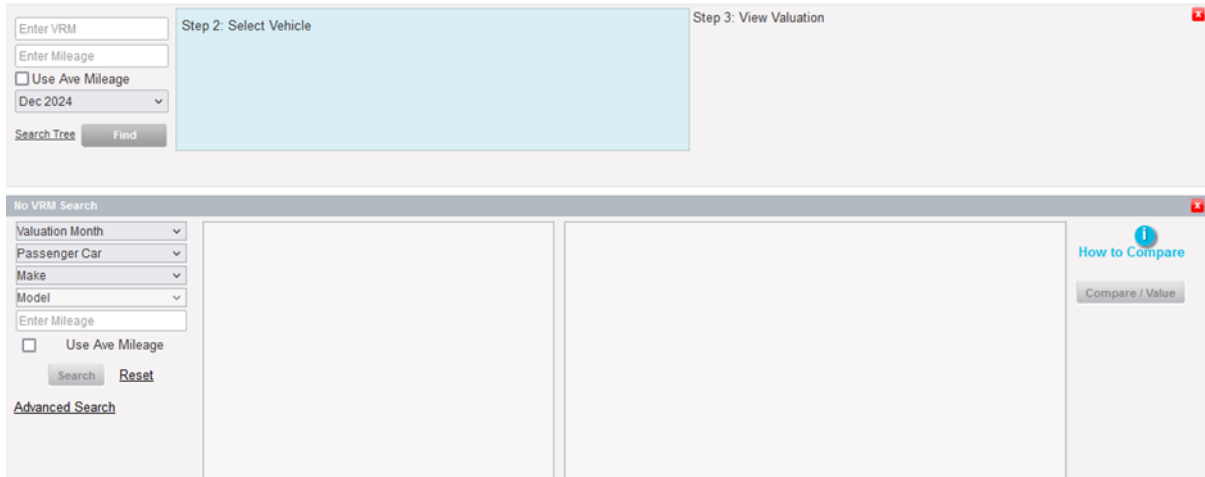 Enter VRM
Enter Mileage
Use Ave Mileage
Dec 2024
Search Tree Find
Step 2: Select Vehicle
Step 3: View Valuation
x
No VRM Search
x
Valuation Month
Passenger Car
Make
Model
Enter Mileage
Use Ave Mileage
Search Reset
Advanced Search
i
How to Compare
Compare / Value